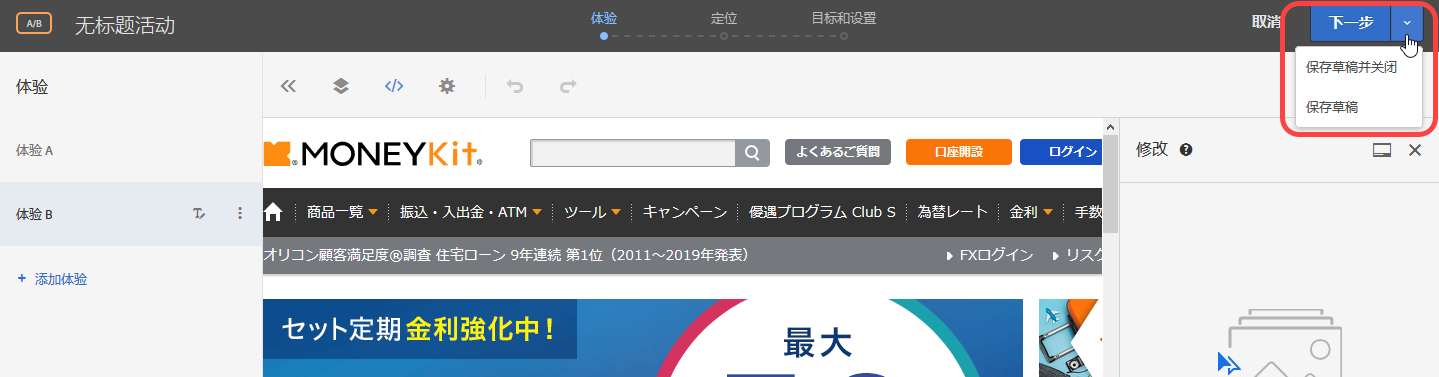 A/B 无标题活动 体验 定位 目标和设置 取消 下一步
保存草稿并关闭
保存草稿
体验
体验 A
体验 B
+ 添加体验
</>
MONEYKit
よくあるご質問 口座開設 ログイン
修改
商品一覧 振込・入出金・ATM ツール キャンペーン 優遇プログラム Club S 為替レート 金利 手数
オリコン顧客満足度®調査 住宅ローン 9年連続 第1位（2011～2019年発表） FXログイン リスク
セット定期 金利強化中！
最大